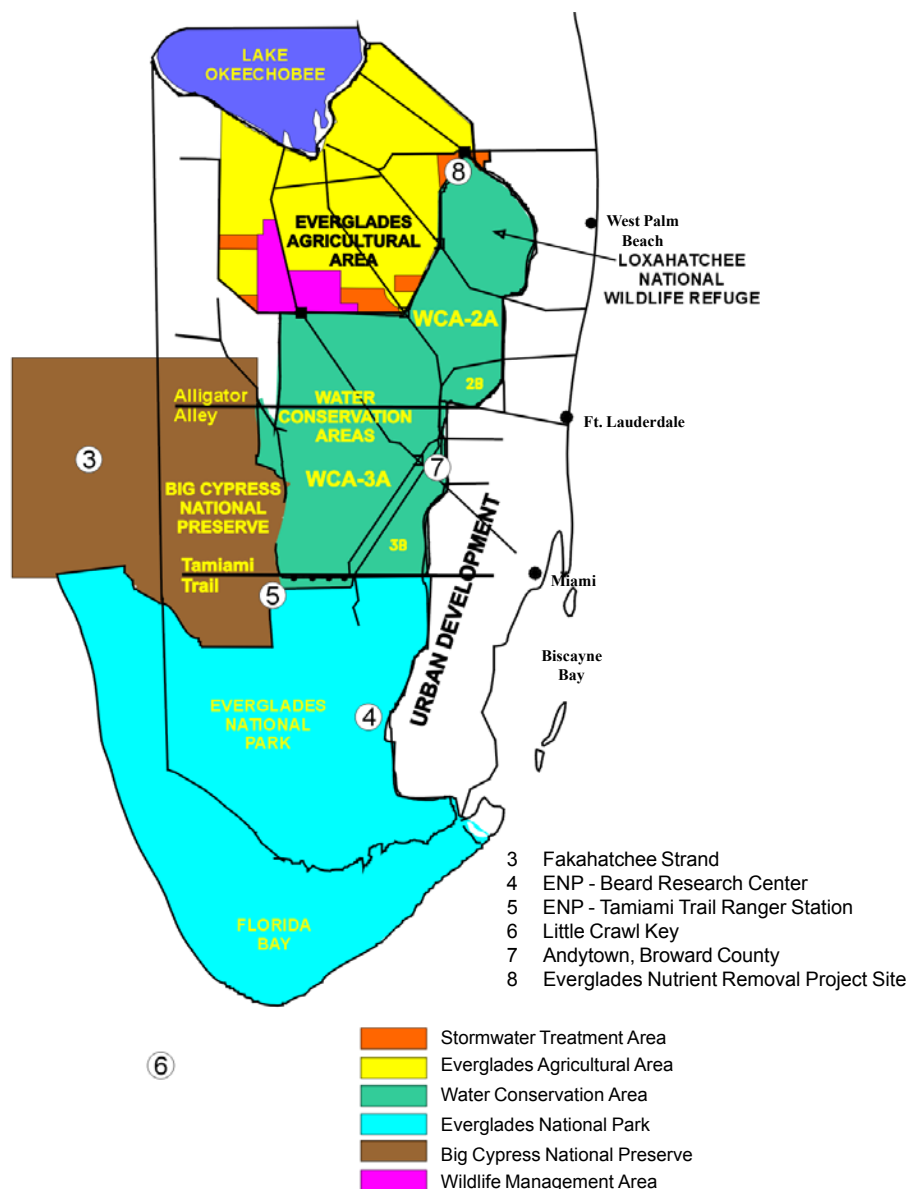 LAKE
OKEECHOBEE
8
EVERGLADES
AGRICULTURAL
AREA
West Palm
Beach
LOXAHATCHEE
NATIONAL
WILDLIFE REFUGE
WCA-2A
2B
Alligator
Alley
WATER
CONSERVATION
AREAS
Ft. Lauderdale
3
7
WCA-3A
BIG CYPRESS
NATIONAL
PRESERVE
3B
Tamiami
Trail
5
Miami
URBAN DEVELOPMENT
Biscayne
Bay
EVERGLADES
NATIONAL
PARK
4
FLORIDA
BAY
3 Fakahatchee Strand
4 ENP - Beard Research Center
5 ENP - Tamiami Trail Ranger Station
6 Little Crawl Key
7 Andytown, Broward County
8 Everglades Nutrient Removal Project Site
6
Stormwater Treatment Area
Everglades Agricultural Area
Water Conservation Area
Everglades National Park
Big Cypress National Preserve
Wildlife Management Area